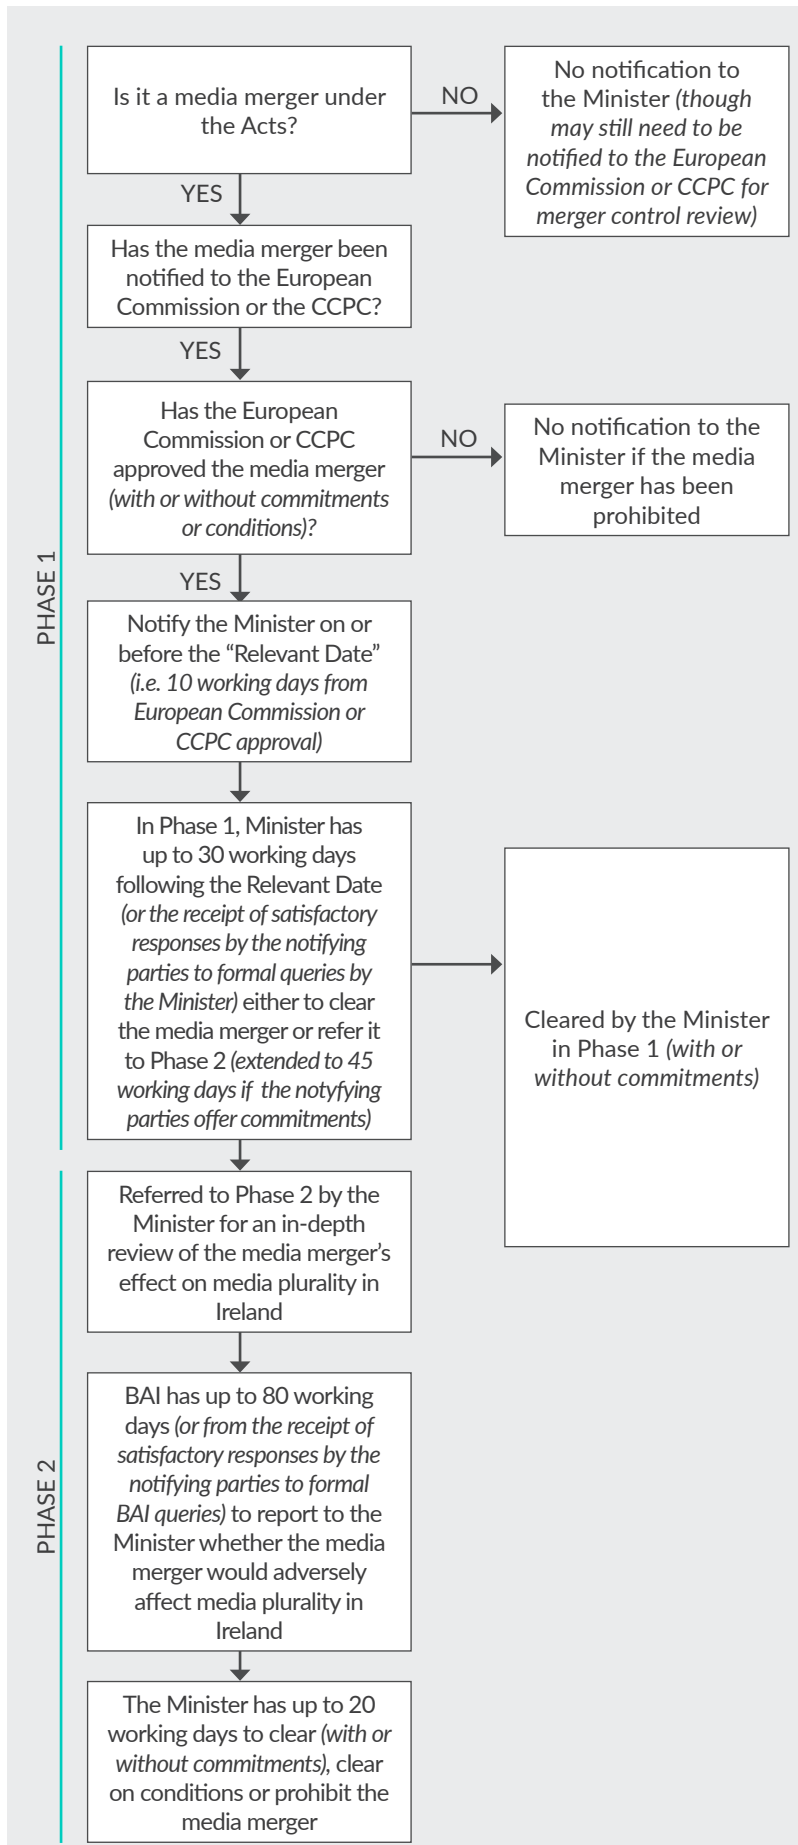 Is it a media merger under
the Acts?
NO
No notification to
the Minister (though
may still need to be
notified to the European
Commission or CCPC for
merger control review)
YES
Has the media merger been
notified to the European
Commission or the CCPC?
YES
Has the European
Commission or CCPC
approved the media merger
(with or without commitments
or conditions)?
NO
No notification to the
Minister if the media
merger has been
prohibited
YES
PHASE 1
Notify the Minister on or
before the “Relevant Date”
(i.e. 10 working days from
European Commission or
CCPC approval)
In Phase 1, Minister has
up to 30 working days
following the Relevant Date
(or the receipt of satisfactory
responses by the notifying
parties to formal queries by
the Minister) either to clear
the media merger or refer it
to Phase 2 (extended to 45
working days if the notyfying
parties offer commitments)
Cleared by the Minister
in Phase 1 (with or
without commitments)
Referred to Phase 2 by the
Minister for an in-depth
review of the media merger’s
effect on media plurality in
Ireland
PHASE 2
BAI has up to 80 working
days (or from the receipt of
satisfactory responses by the
notifying parties to formal
BAI queries) to report to the
Minister whether the media
merger would adversely
affect media plurality in
Ireland
The Minister has up to 20
working days to clear (with or
without commitments), clear
on conditions or prohibit the
media merger